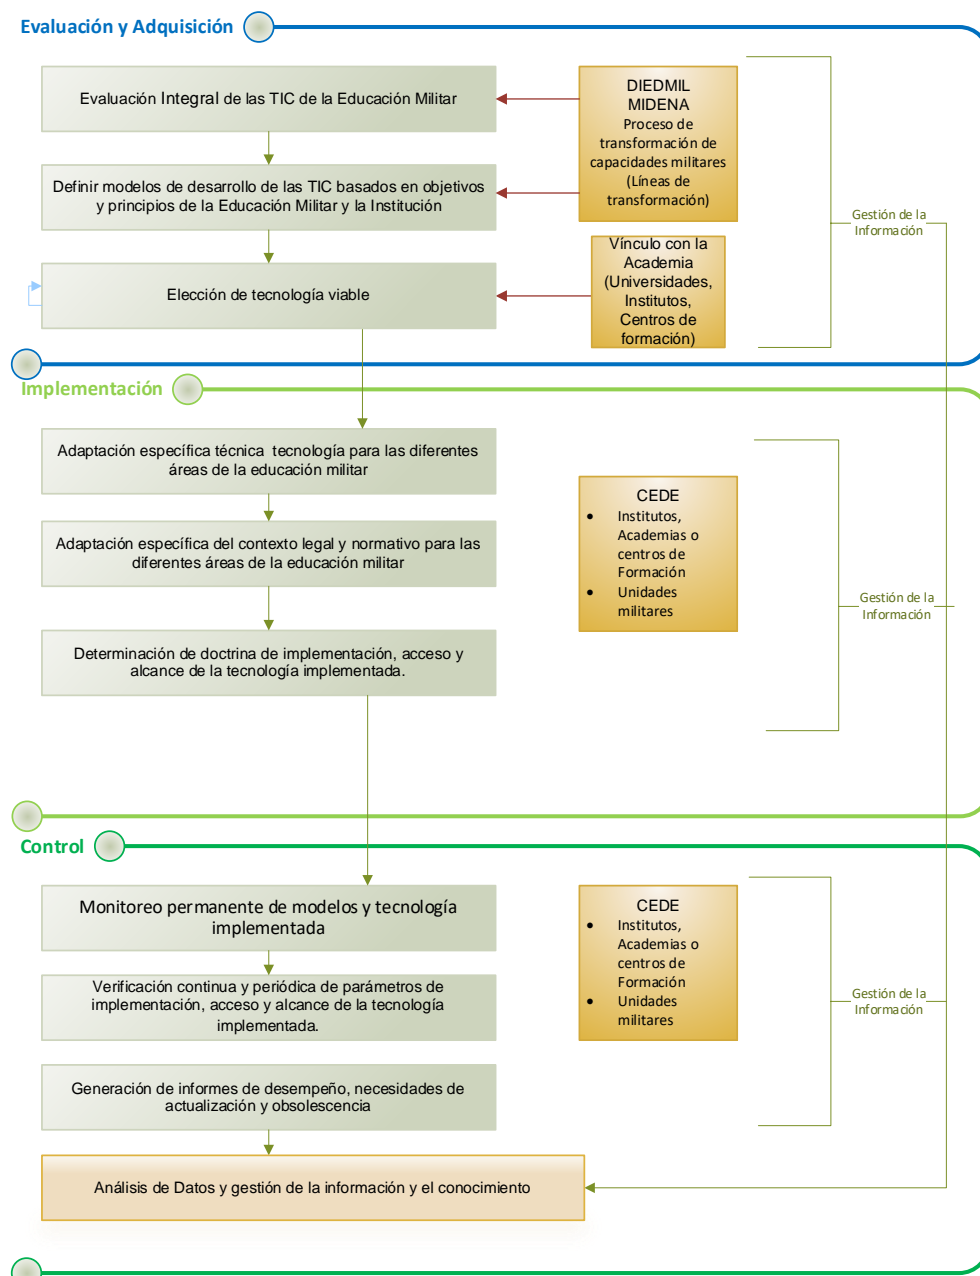 Evaluación y Adquisición
Evaluación Integral de las TIC de la Educación Militar
DIEDMIL
MIDENA
Proceso de
transformación de
capacidades militares
(Líneas de
transformación)
Definir modelos de desarrollo de las TIC basados en objetivos
y principios de la Educación Militar y la Institución
Gestión de la
Información
Vínculo con la
Academia
(Universidades,
Institutos,
Centros de
formación)
Elección de tecnología viable
Implementación
Adaptación específica técnica tecnología para las diferentes
áreas de la educación militar
CEDE
• Institutos,
Academias o
centros de
Formación
• Unidades
militares
Adaptación específica del contexto legal y normativo para las
diferentes áreas de la educación militar
Gestión de la
Información
Determinación de doctrina de implementación, acceso y
alcance de la tecnología implementada.
Control
Monitoreo permanente de modelos y tecnología
implementada
CEDE
• Institutos,
Academias o
centros de
Formación
• Unidades
militares
Verificación continua y periódica de parámetros de
implementación, acceso y alcance de la tecnología
implementada.
Gestión de la
Información
Generación de informes de desempeño, necesidades de
actualización y obsolescencia
Análisis de Datos y gestión de la información y el conocimiento